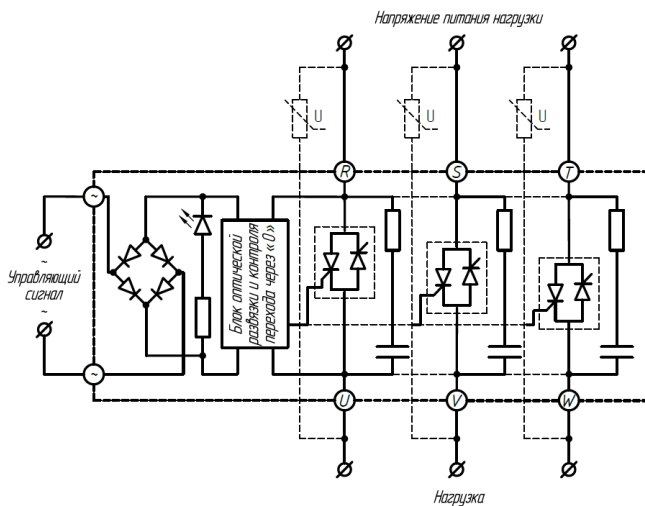 Напряжение питания нагрузки
U U U
R S T
~
~
Управляющий
сигнал
~
~
Блок оптической
развязки и контроля
перехода через «0»
U V W
Нагрузка